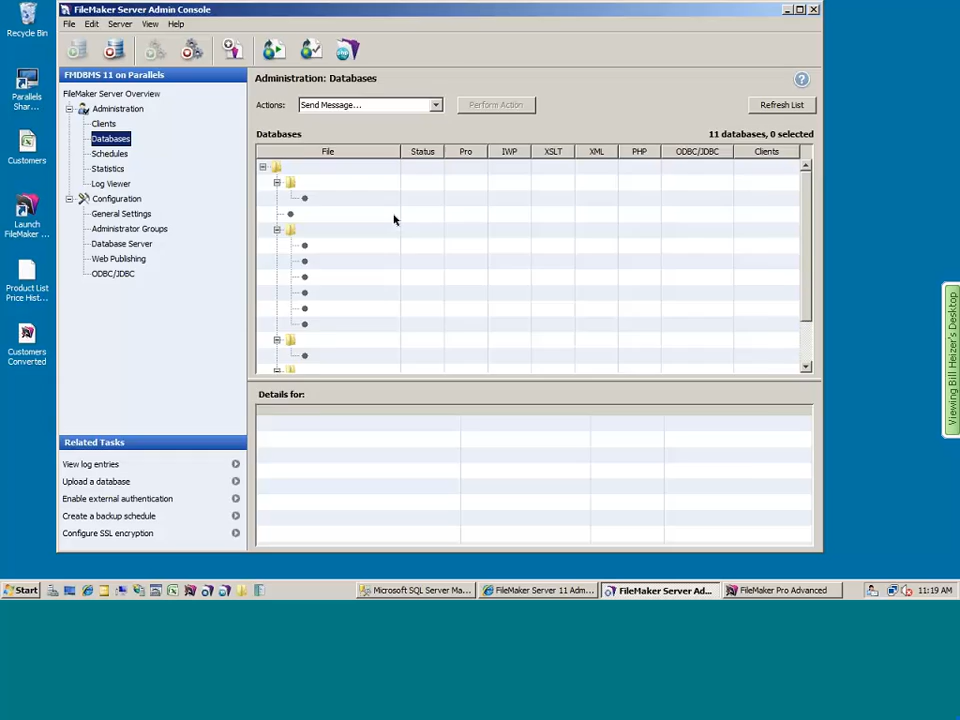 FileMaker Server Admin Console
File Edit Server View Help
FMDBMS 11 on Parallels
FileMaker Server Overview
Administration
Clients
Databases
Schedules
Statistics
Log Viewer
Configuration
General Settings
Administrator Groups
Database Server
Web Publishing
ODBC/JDBC
Related Tasks
View log entries
Upload a database
Enable external authentication
Create a backup schedule
Configure SSL encryption
Administration: Databases
Actions: Send Message... Perform Action Refresh List
Databases 11 databases, 0 selected
File Status Pro IWP XSLT XML PHP ODBC/JDBC Clients
Details for:
Recycle Bin
Parallels
Shar...
Customers
Launch
FileMaker ...
Product List
Price Hist...
Customers
Converted
Viewing Bill Heizer's Desktop
Start
Microsoft SQL Server Ma...
FileMaker Server 11 Adm...
FileMaker Server Ad...
FileMaker Pro Advanced
11:19 AM